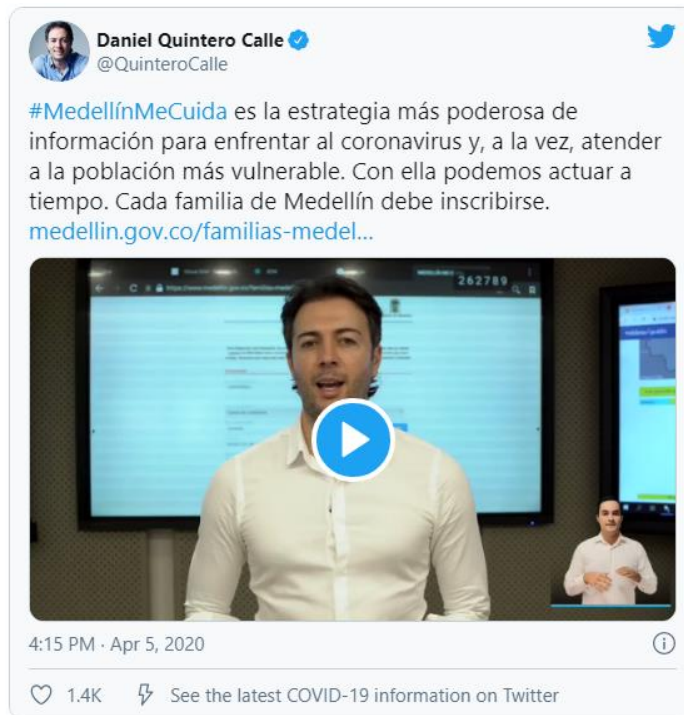 Daniel Quintero Calle
@QuinteroCalle
#MedellínMeCuida es la estrategia más poderosa de
información para enfrentar al coronavirus y, a la vez, atender
a la población más vulnerable. Con ella podemos actuar a
tiempo. Cada familia de Medellín debe inscribirse.
medellin.gov.co/familias-medel...
262789
4:15 PM · Apr 5, 2020
1.4K See the latest COVID-19 information on Twitter